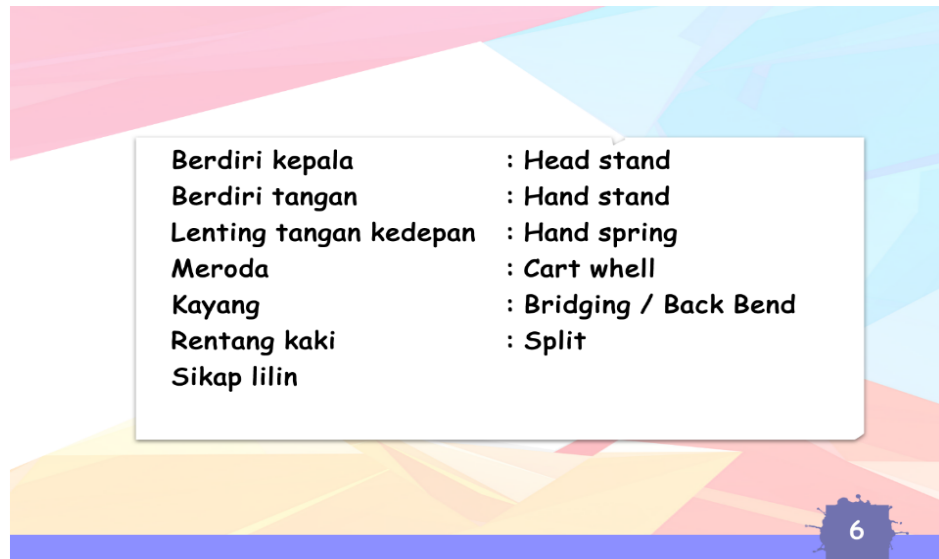 Berdiri kepala : Head stand
Berdiri tangan : Hand stand
Lenting tangan kedepan : Hand spring
Meroda : Cart whell
Kayang : Bridging / Back Bend
Rentang kaki : Split
Sikap lilin
6